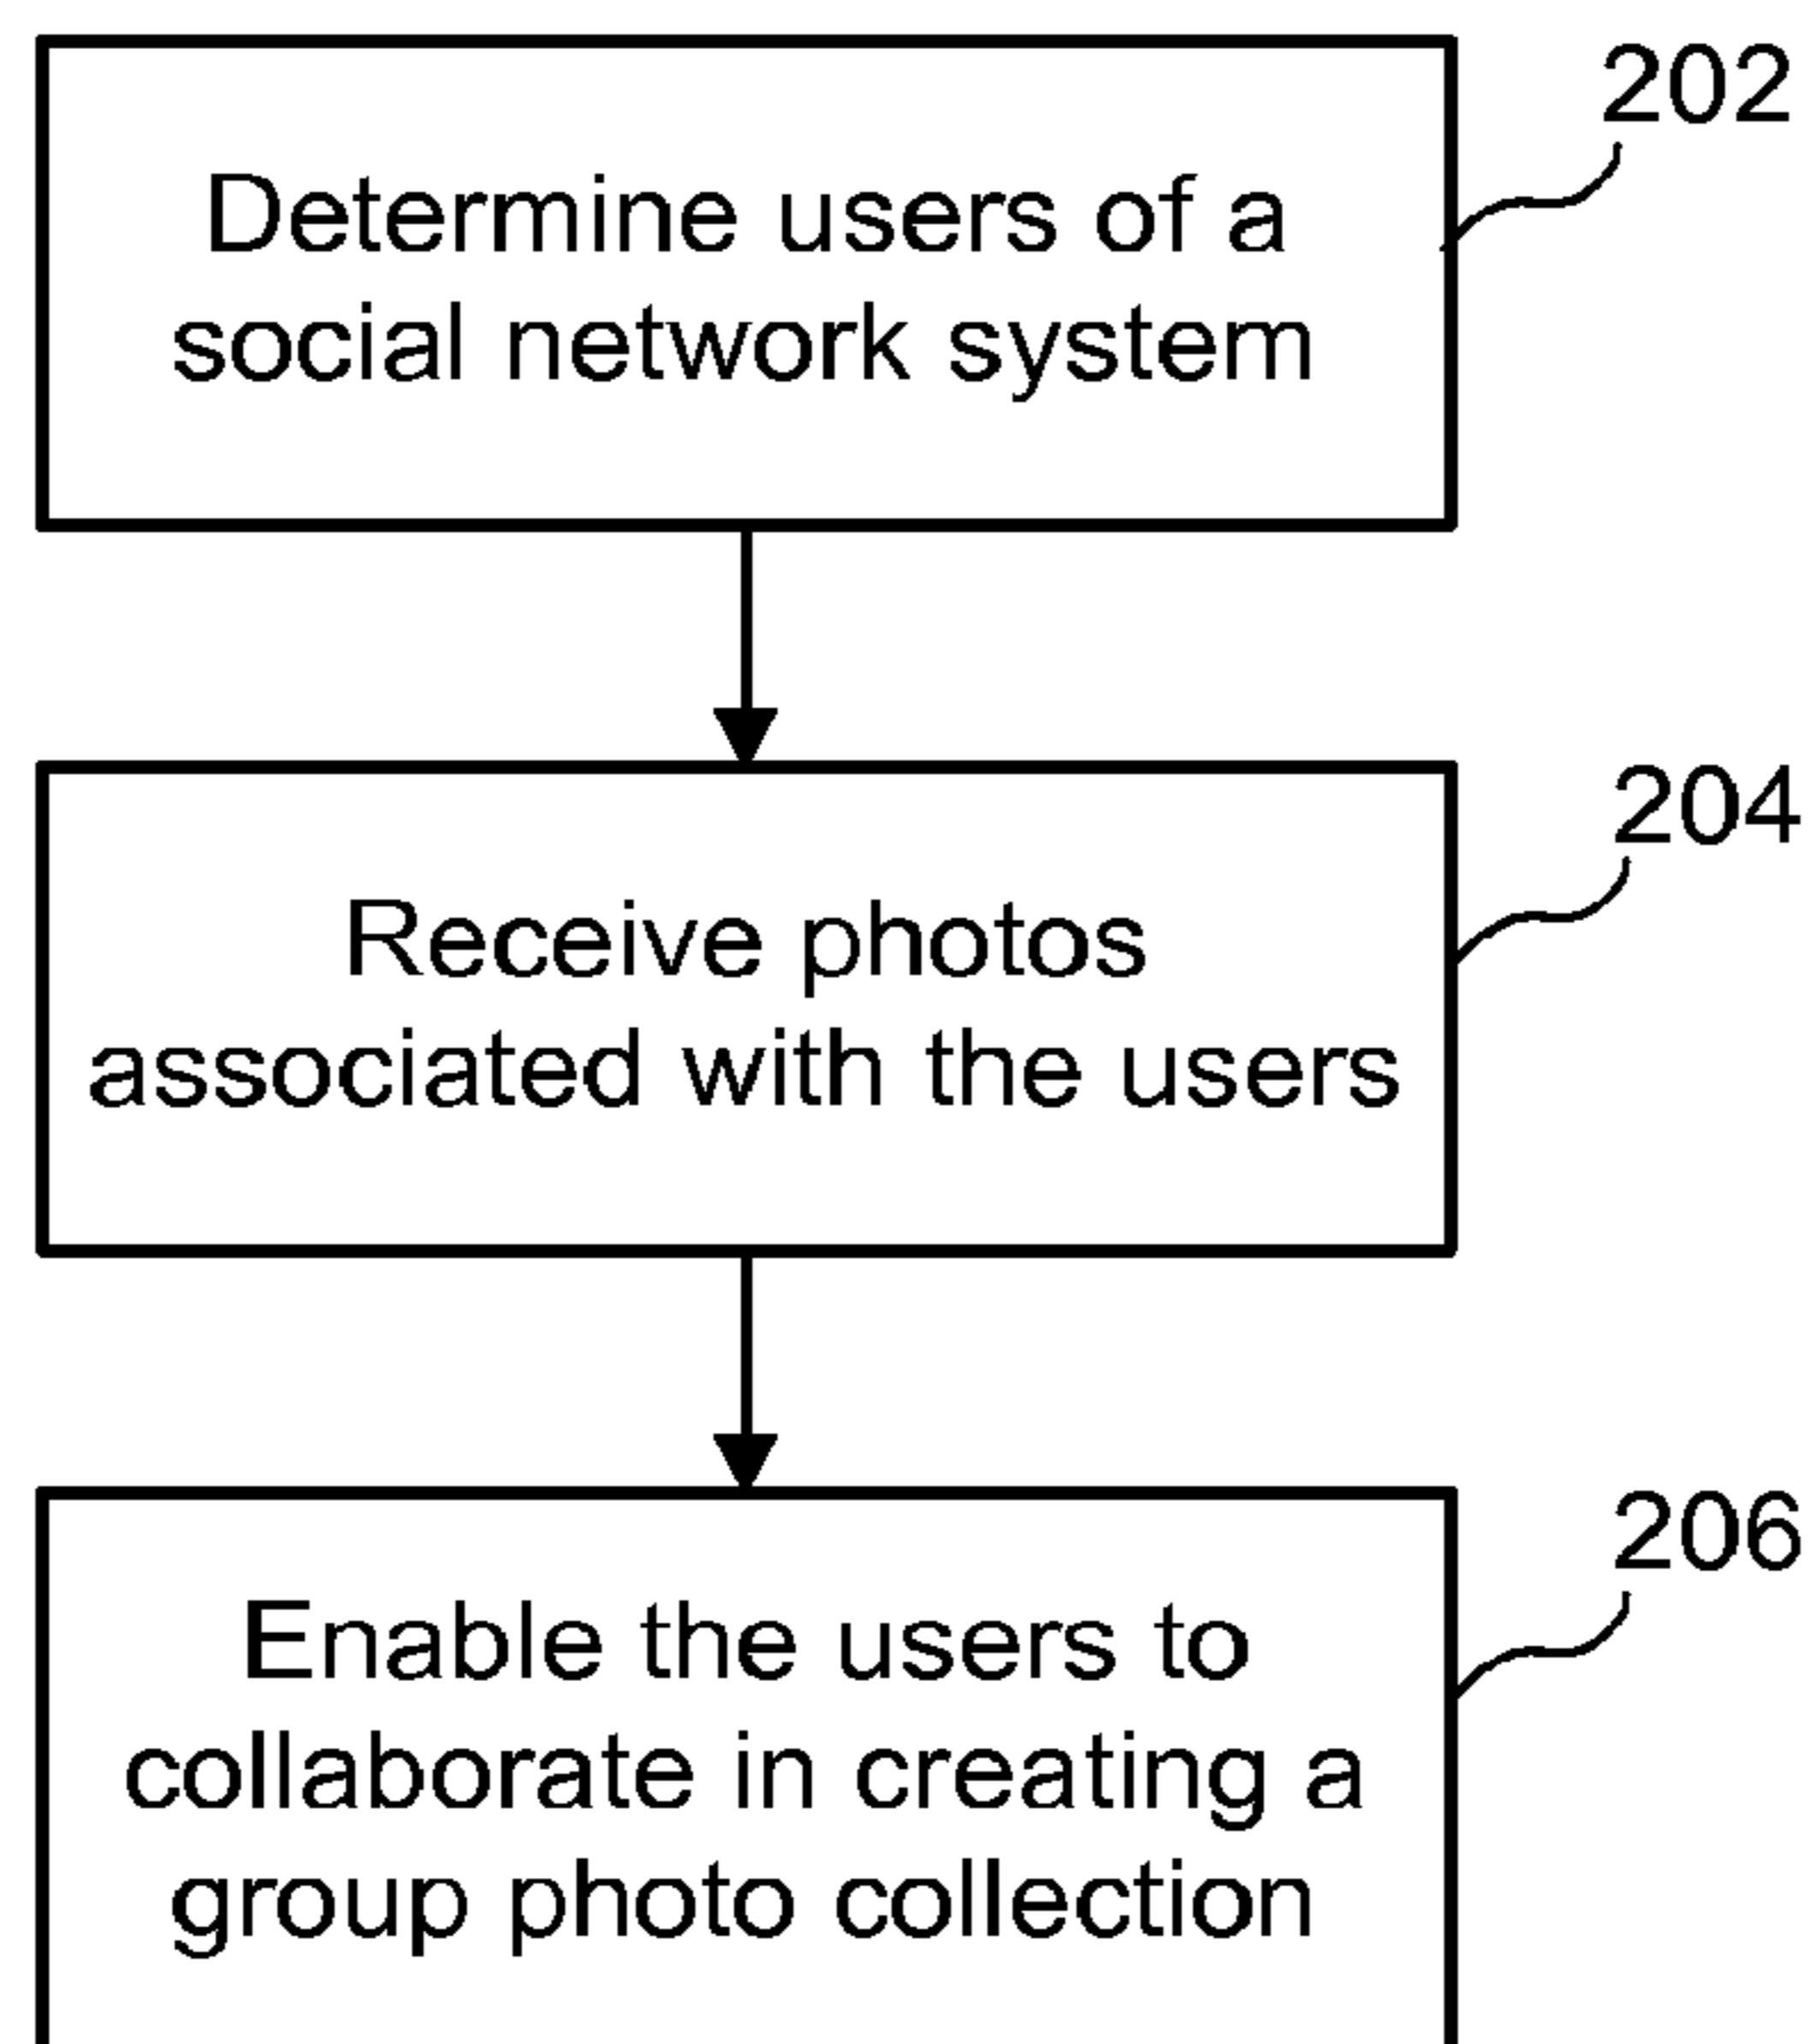 202
Determine users of a
social network system
204
Receive photos
associated with the users
206
Enable the users to
collaborate in creating a
group photo collection